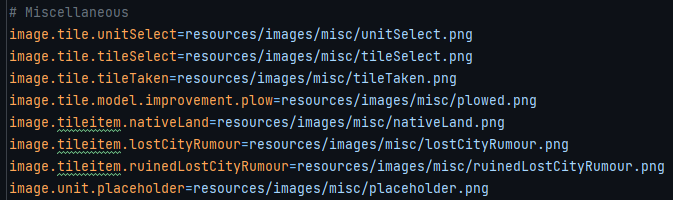 # Miscellaneous
image.tile.unitSelect=resources/images/misc/unitSelect.png
image.tile.tileSelect=resources/images/misc/tileSelect.png
image.tile.tileTaken=resources/images/misc/tileTaken.png
image.tile.model.improvement.plow=resources/images/misc/plowed.png
image.tileitem.nativeLand=resources/images/misc/nativeLand.png
image.tileitem.lostCityRumour=resources/images/misc/lostCityRumour.png
image.tileitem.ruinedLostCityRumour=resources/images/misc/ruinedLostCityRumour.png
image.unit.placeholder=resources/images/misc/placeholder.png